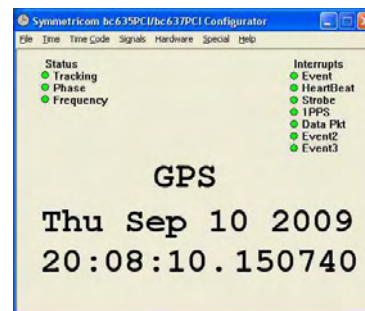 Symmetricom bc635PCI/bc637PCI Configurator
File Time Time Code Signals Hardware Special Help
Status
Tracking
Phase
Frequency
Interrupts
Event
HeartBeat
Strobe
1PPS
Data Pkt
Event2
Event3
GPS
Thu Sep 10 2009
20:08:10.150740